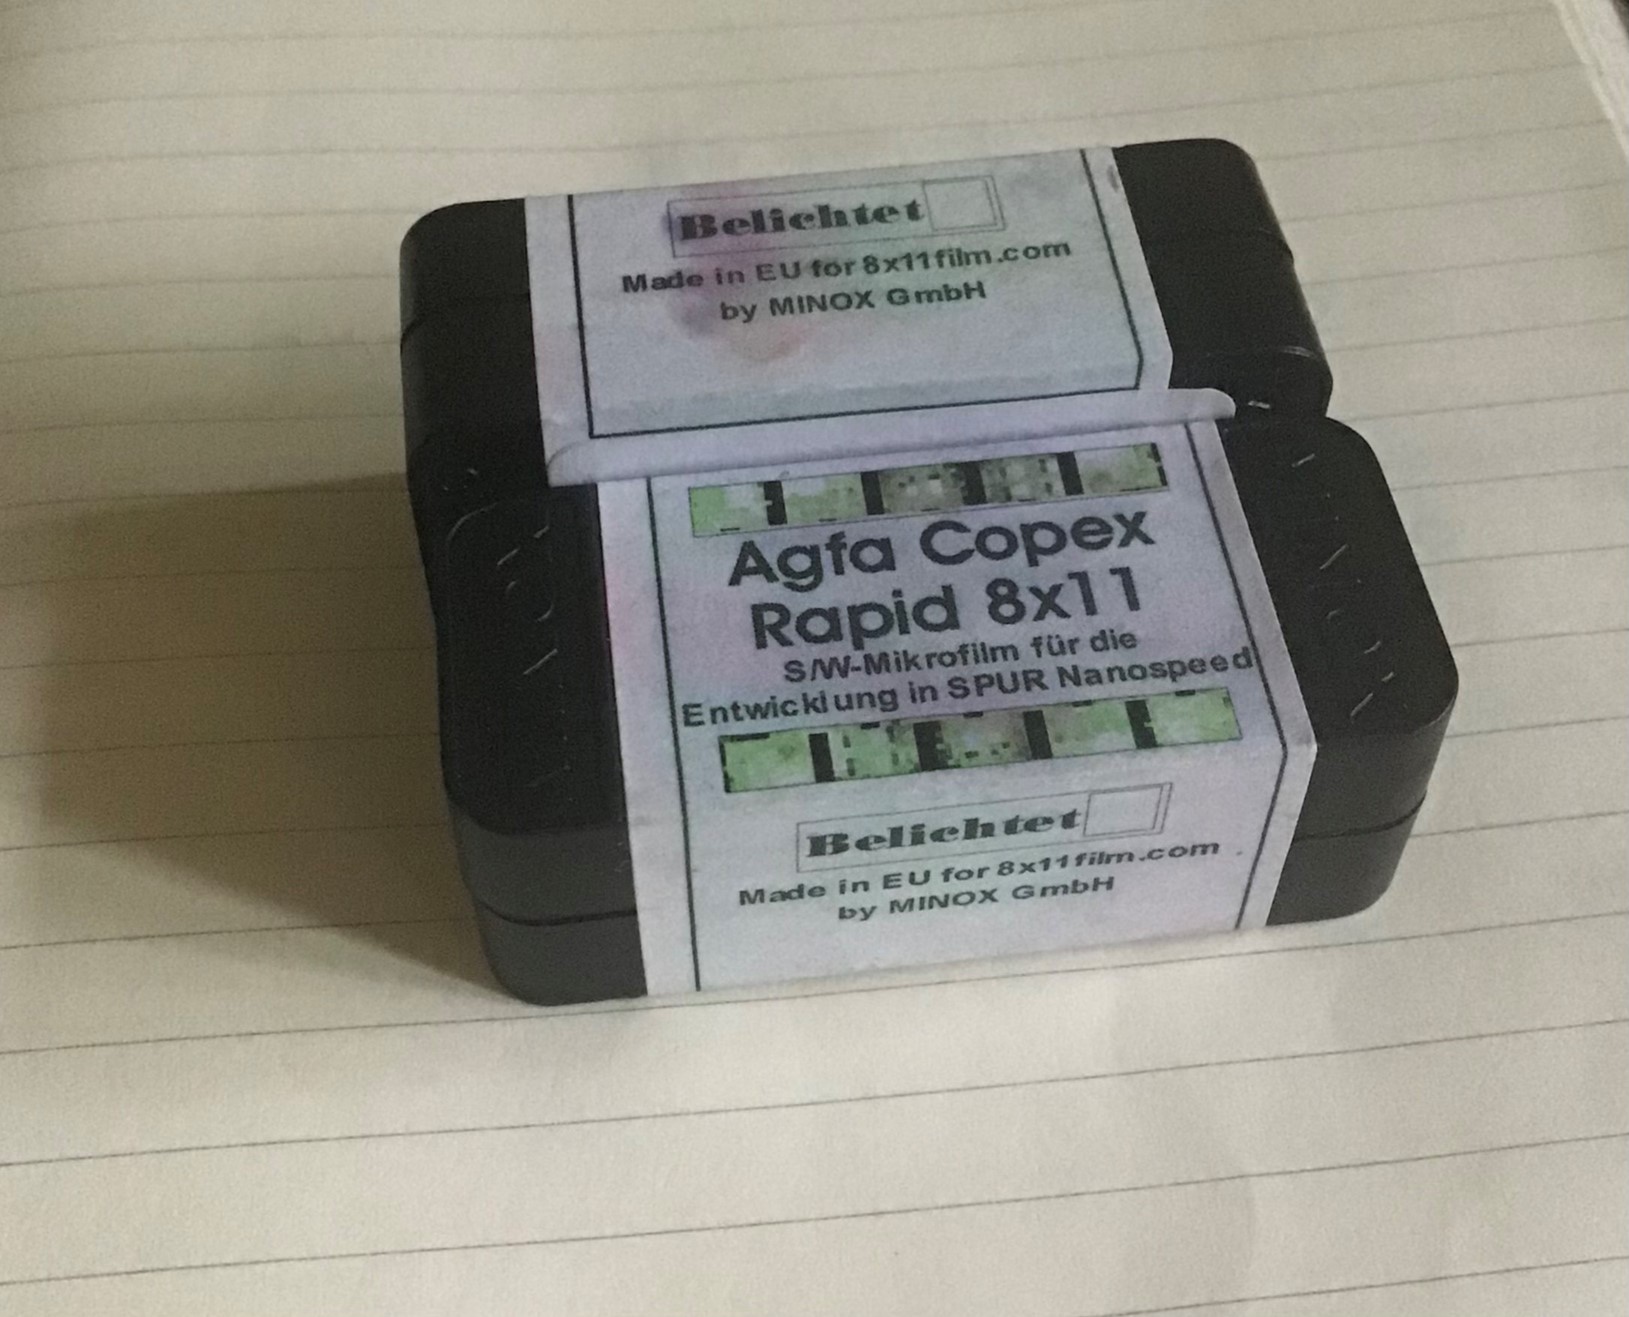 Belichtet
Made in EU for 8x11film.com
by MINOX GmbH
Agfa Copex
Rapid 8x11
S/W-Mikrofilm für die
Entwicklung in SPUR Nanospeed
Belichtet
Made in EU for 8x11film.com
by MINOX GmbH